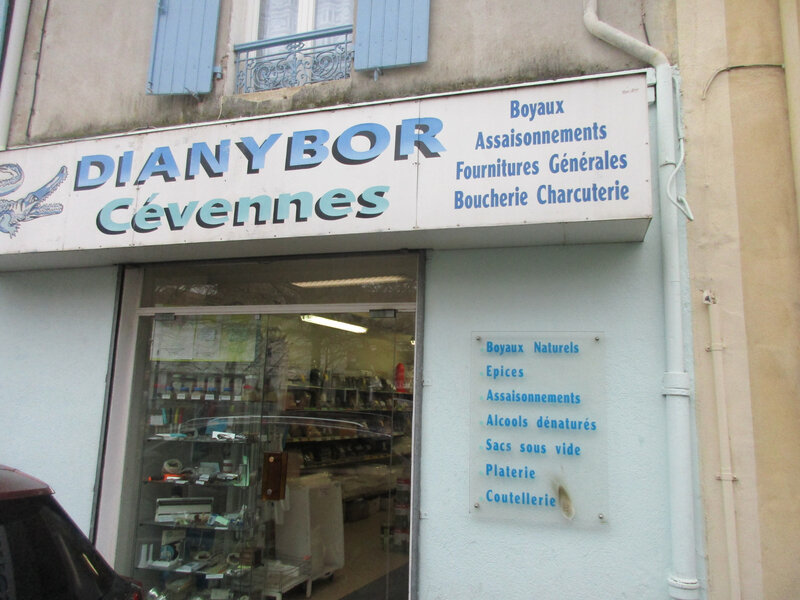 DIANYBOR
Cévennes
Boyaux
Assaisonnements
Fournitures Générales
Boucherie Charcuterie
Boyaux Naturels
Epices
Assaisonnements
Alcools dénaturés
Sacs sous vide
Platerie
Coutellerie